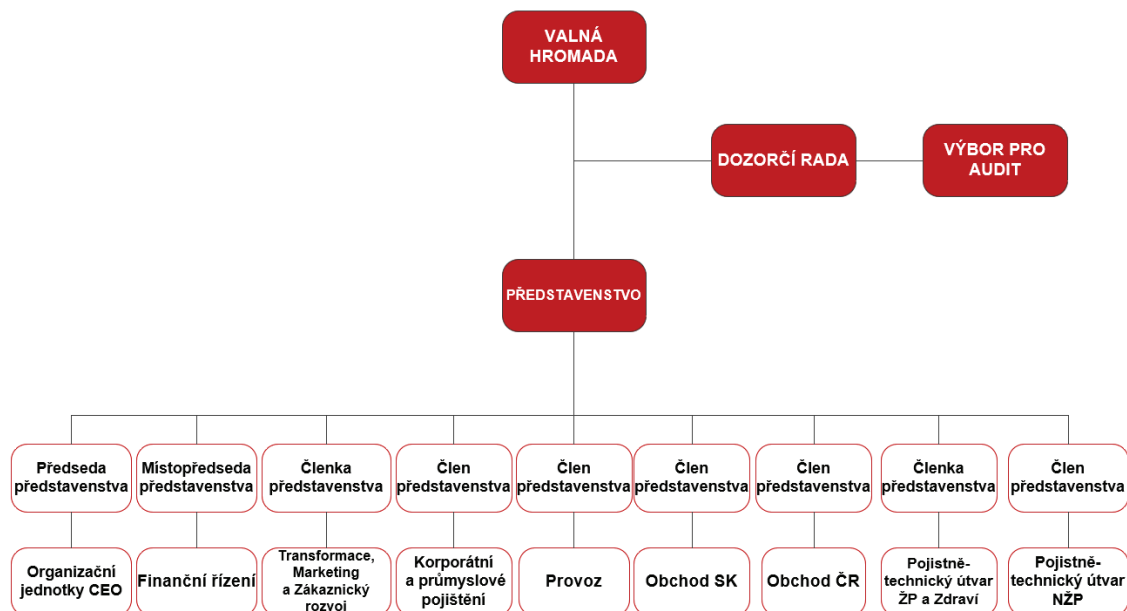 VALNÁ
HROMADA
DOZORČÍ RADA
VÝBOR PRO
AUDIT
PŘEDSTAVENSTVO
Předseda
představenstva
Místopředseda
představenstva
Členka
představenstva
Člen
představenstva
Člen
představenstva
Člen
představenstva
Člen
představenstva
Členka
představenstva
Člen
představenstva
Organizační
jednotky CEO
Finanční řízení
Transformace,
Marketing
a Zákaznický
rozvoj
Korporátní
a průmyslové
pojištění
Provoz
Obchod SK
Obchod ČR
Pojistně-
technický útvar
ŽP a Zdraví
Pojistně-
technický útvar
NŽP